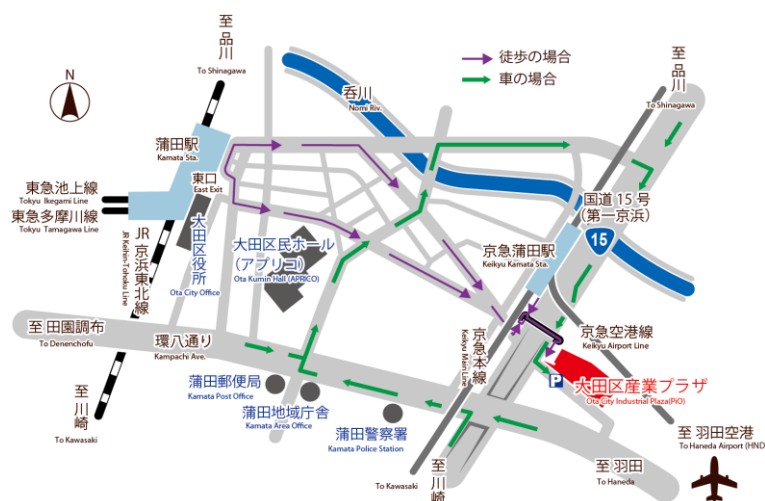 至 品川
To Shinagawa
徒歩の場合
車の場合
至 品川
To Shinagawa
N
呑川
Nomi Riv.
蒲田駅
Kamata Sta.
東口
East Exit
東急池上線
Tokyu Ikegami Line
東急多摩川線
Tokyu Tamagawa Line
国道 15 号
（第一京浜）
15
大田区役所
Ota City Office
大田区民ホール
（アプリコ）
Ota Kumin Hall (APRICO)
京急蒲田駅
Keikyu Kamata Sta.
JR 京浜東北線
JR Keihin-Tohoku Line
至 田園調布
To Denenchofu
環八通り
Kampachi Ave.
京急本線
Keikyu Main Line
京急空港線
Keikyu Airport Line
蒲田郵便局
Kamata Post Office
P
大田区産業プラザ
Ota City Industrial Plaza(PiO)
蒲田地域庁舎
Kamata Area Office
蒲田警察署
Kamata Police Station
至 川崎
To Kawasaki
至 羽田空港
To Haneda Airport (HND
至 川崎
To Kawasaki
至 羽田
To Haneda